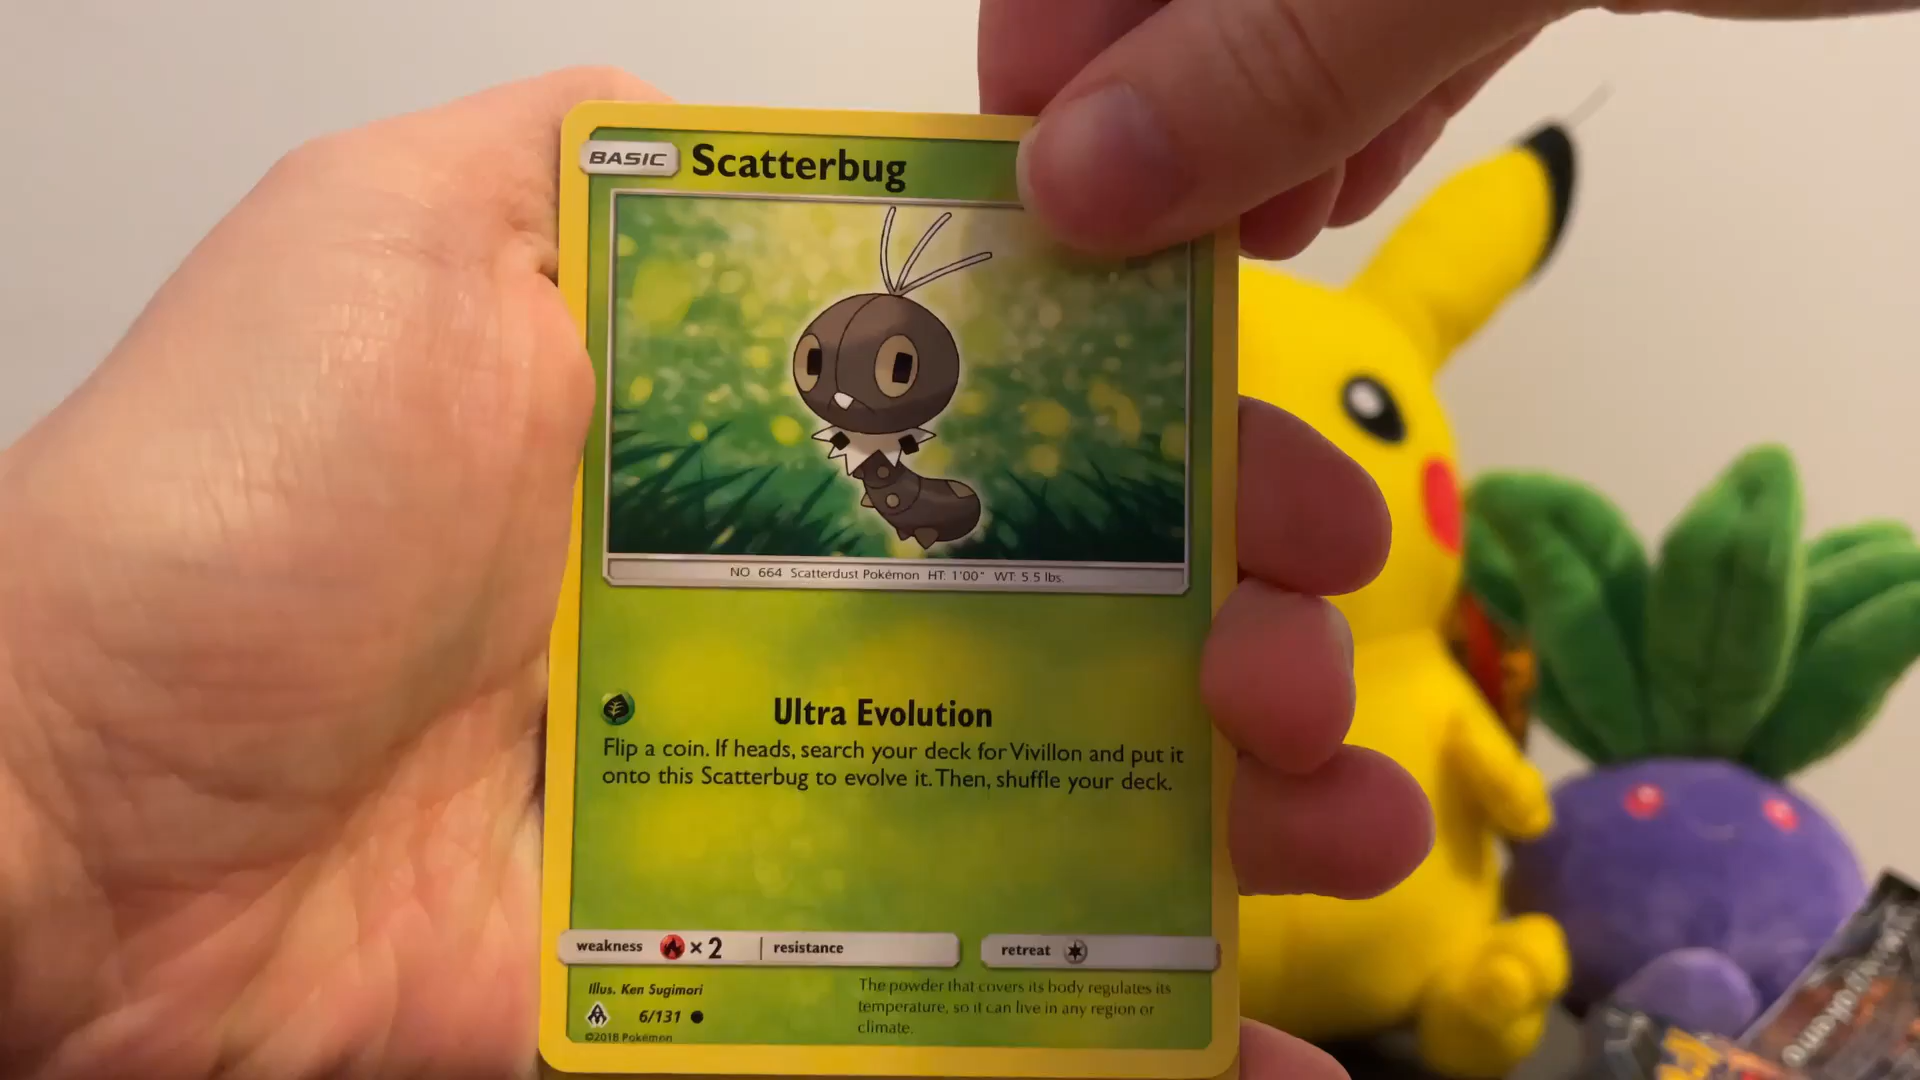 BASIC Scatterbug
NO 664 Scatterdust Pokémon HT: 1'00" WT: 5.5 lbs.
Ultra Evolution
Flip a coin. If heads, search your deck for Vivillon and put it
onto this Scatterbug to evolve it. Then, shuffle your deck.
weakness × 2 resistance retreat
Illus. Ken Sugimori
6/131
©2018 Pokémon
The powder that covers its body regulates its
temperature, so it can live in any region or
climate.